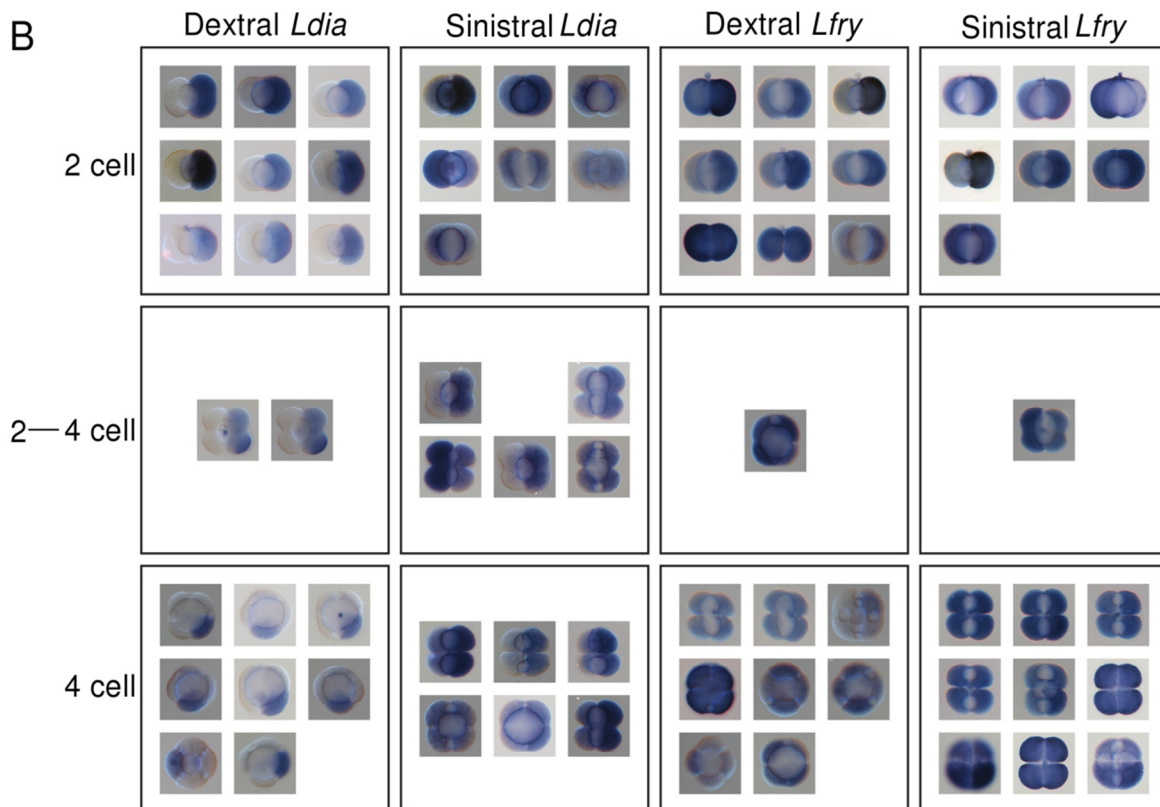 B
Dextral Ldia
Sinistral Ldia
Dextral Lfry
Sinistral Lfry
2 cell
2—4 cell
4 cell